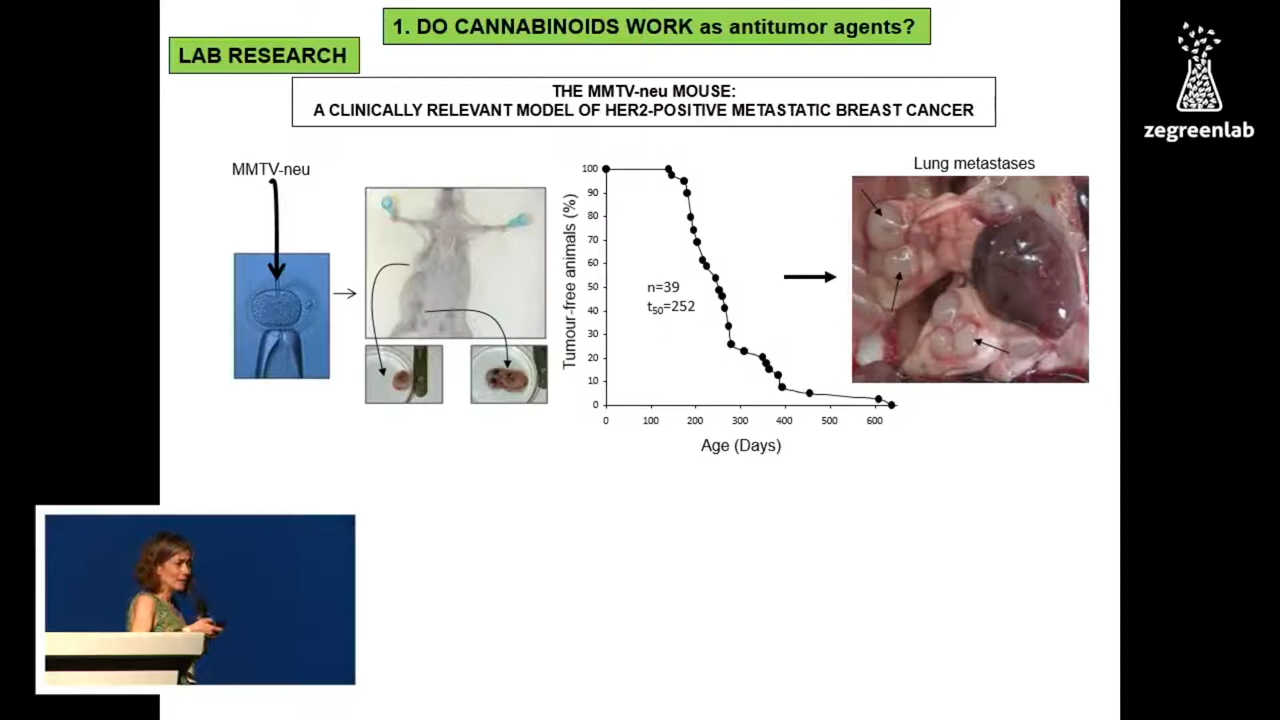 1. DO CANNABINOIDS WORK as antitumor agents?
LAB RESEARCH
THE MMTV-neu MOUSE:
A CLINICALLY RELEVANT MODEL OF HER2-POSITIVE METASTATIC BREAST CANCER
zegreenlab
MMTV-neu
Tumour-free animals (%)
100
90
80
70
60
50
40
30
20
10
0
n=39
t50=252
0 100 200 300 400 500 600
Age (Days)
Lung metastases